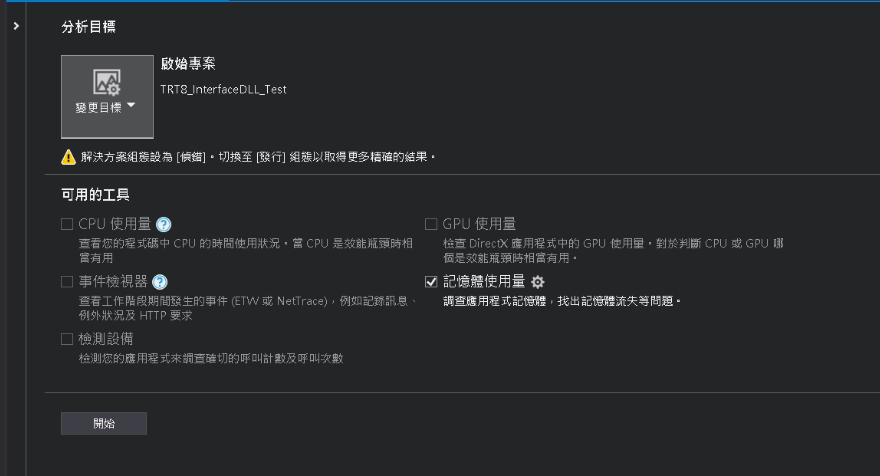 分析目標
啟始專案
變更目標
TRT8_InterfaceDLL_Test
解決方案組態設為 [偵錯]。切換至 [發行] 組態以取得更多精確的結果。
可用的工具
CPU 使用量
查看您的程式碼中 CPU 的時間使用狀況。當 CPU 是效能瓶頸時相
當有用
GPU 使用量
檢查 DirectX 應用程式中的 GPU 使用量。對於判斷 CPU 或 GPU 哪
個是效能瓶頸時相當有用。
事件檢視器
查看工作階段期間發生的事件 (ETW 或 NetTrace)，例如記錄訊息、
例外狀況及 HTTP 要求
記憶體使用量
調查應用程式記憶體，找出記憶體流失等問題。
檢測設備
檢測您的應用程式來調查確切的呼叫計數及呼叫次數
開始